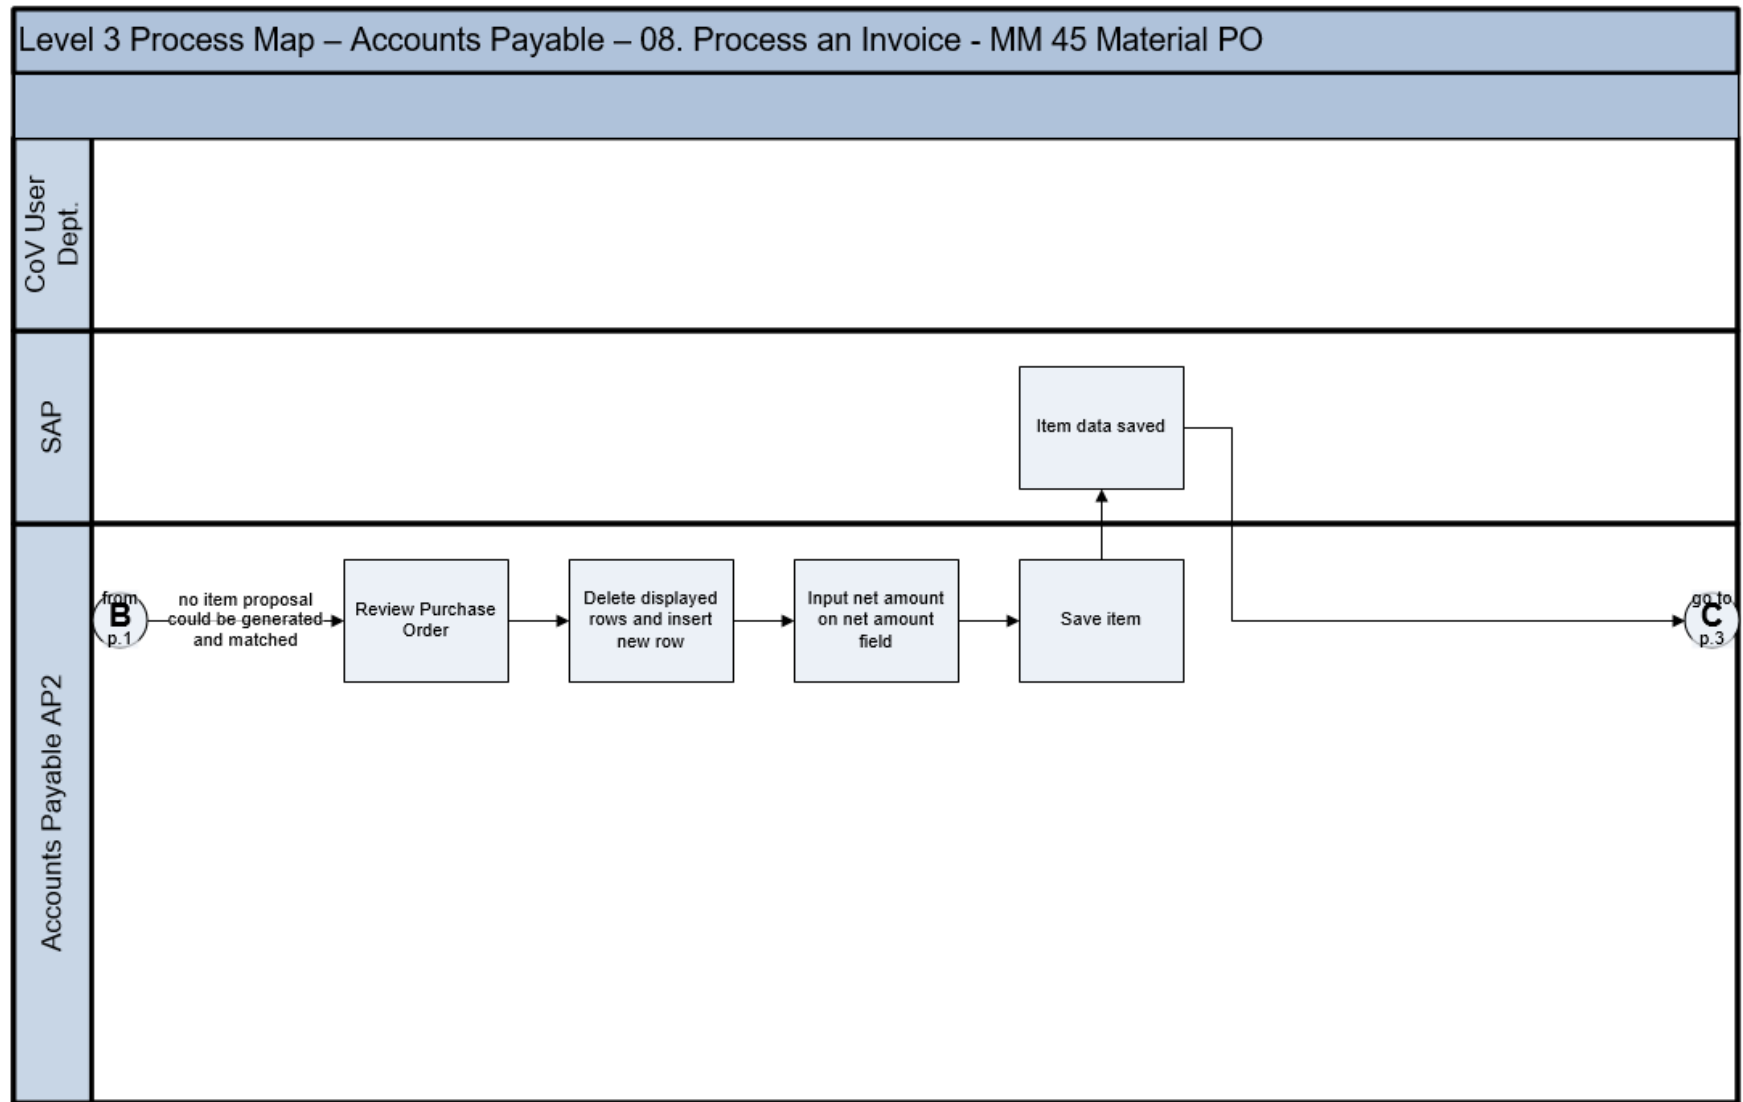 Level 3 Process Map – Accounts Payable – 08. Process an Invoice - MM 45 Material PO
CoV User
Dept.
SAP
Item data saved
Accounts Payable AP2
from
B
p.1
no item proposal
could be generated
and matched
Review Purchase
Order
Delete displayed
rows and insert
new row
Input net amount
on net amount
field
Save item
go to
C
p.3